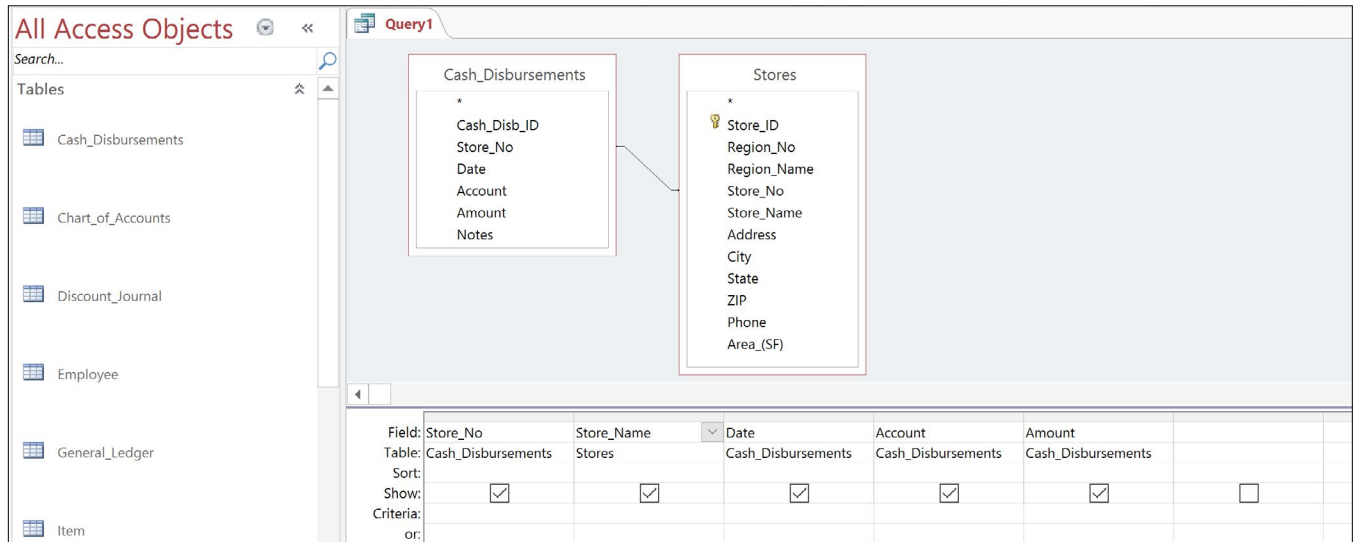 All Access Objects
Search...
Tables
Cash_Disbursements
Chart_of_Accounts
Discount_Journal
Employee
General_Ledger
Item
Query1
Cash_Disbursements
*
Cash_Disb_ID
Store_No
Date
Account
Amount
Notes
Stores
*
Store_ID
Region_No
Region_Name
Store_No
Store_Name
Address
City
State
ZIP
Phone
Area_(SF)
Field: Store_No Store_Name Date Account Amount
Table: Cash_Disbursements Stores Cash_Disbursements Cash_Disbursements Cash_Disbursements
Sort:
Show:
Criteria:
or: